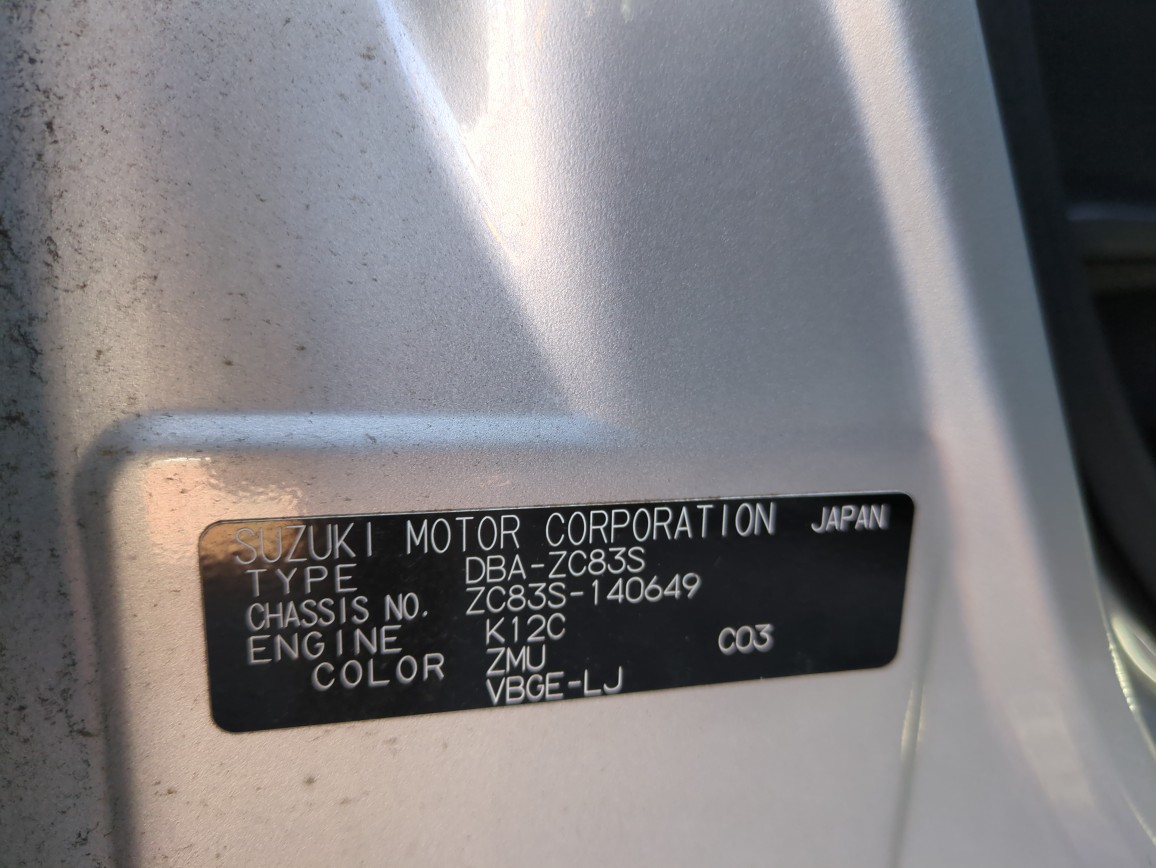 SUZUKI MOTOR CORPORATION JAPAN
TYPE DBA-ZC83S
CHASSIS NO. ZC83S-140649
ENGINE K12C
COLOR ZMU C03
VBGE-LJ